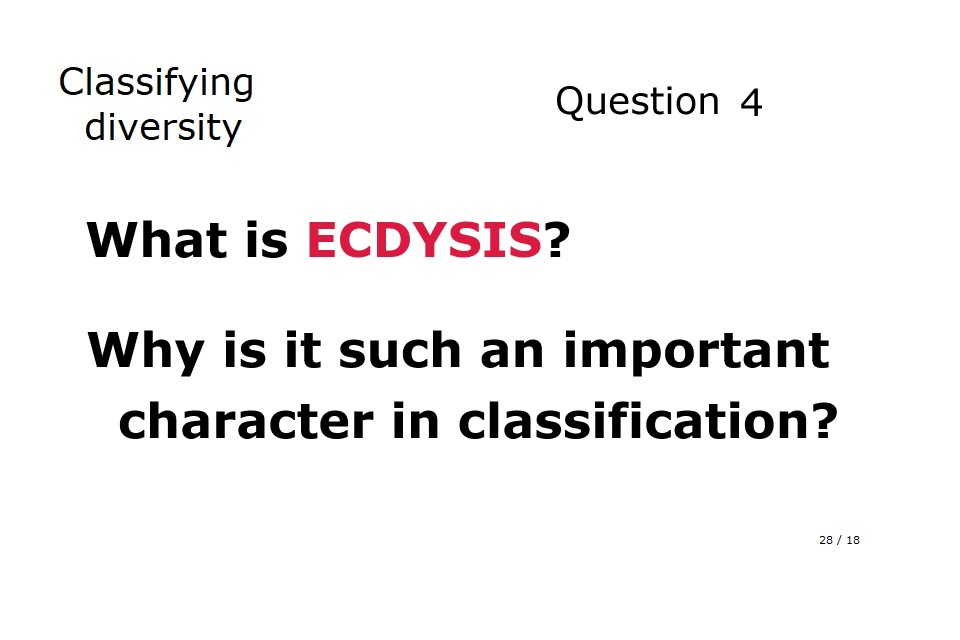 Classifying
diversity
Question 4
What is ECDYSIS?
Why is it such an important
character in classification?
28 / 18